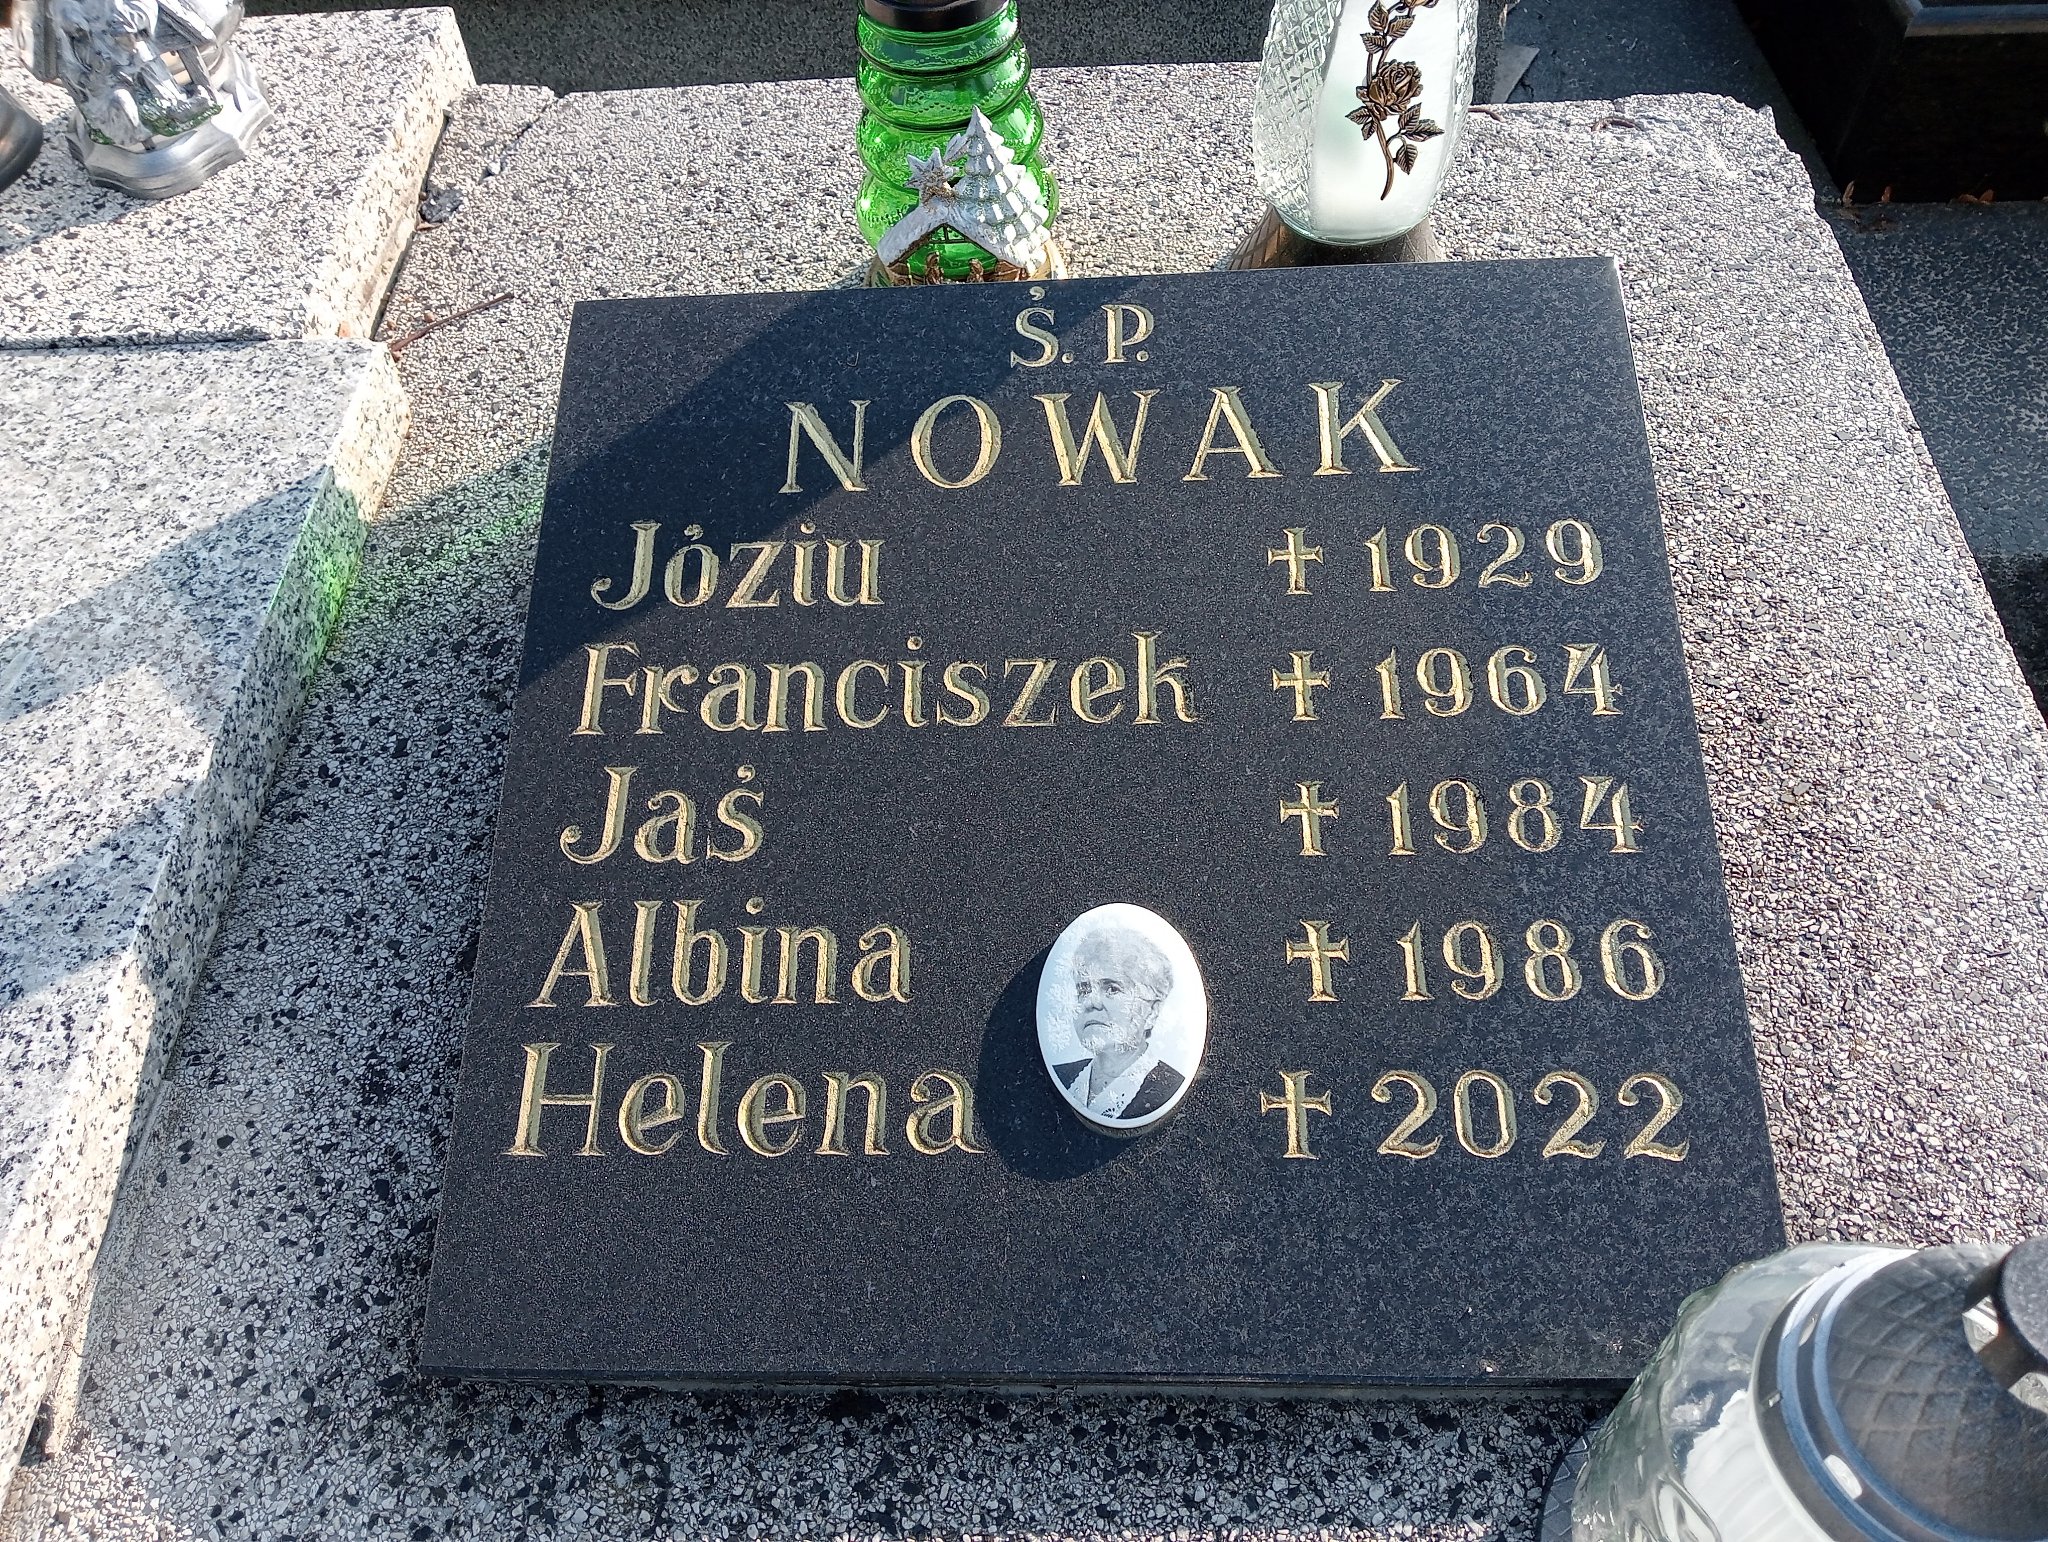 Ś. P.
NOWAK
Józiu ✝ 1929
Franciszek ✝ 1964
Jaś ✝ 1984
Albina ✝ 1986
Helena ✝ 2022